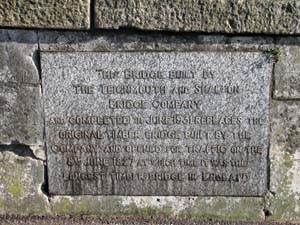 THIS BRIDGE BUILT BY
THE TEIGNMOUTH AND SHALDON
BRIDGE COMPANY
AND COMPLETED IN JUNE 1931 REPLACES THE
ORIGINAL TIMBER BRIDGE BUILT BY THE
COMPANY AND OPENED FOR TRAFFIC ON THE
8TH JUNE 1827 AT WHICH TIME IT WAS THE
LONGEST TIMBER BRIDGE IN ENGLAND